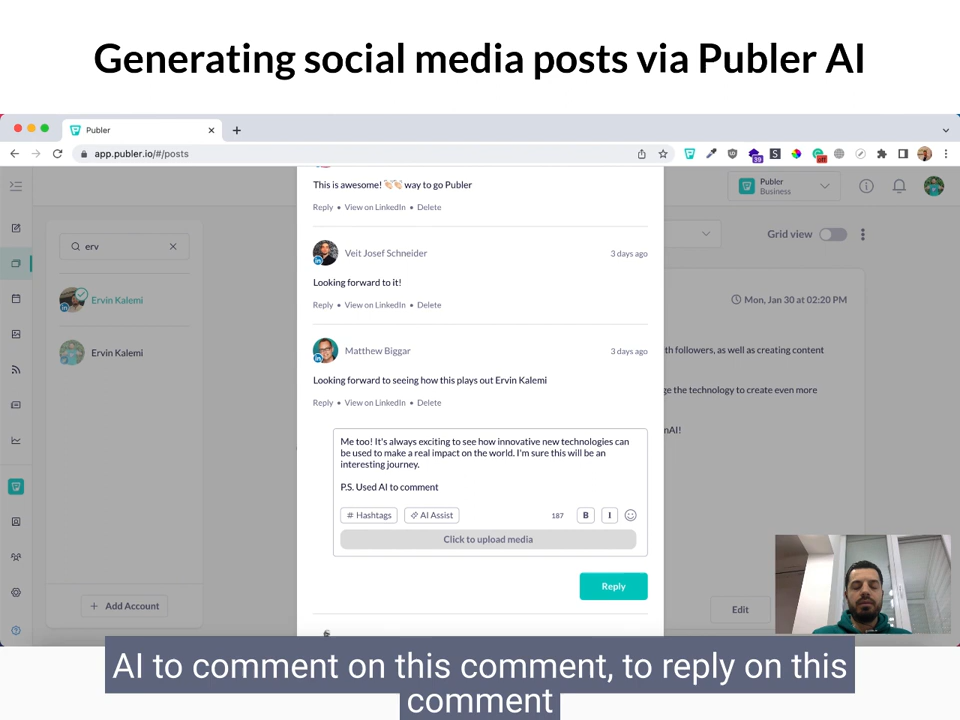 Generating social media posts via Publer AI
Publer
app.publer.io/#/posts
39
off
This is awesome! 👏🏻👏🏻 way to go Publer
Reply • View on LinkedIn • Delete
Publer
Business
erv
Grid view
Veit Josef Schneider
3 days ago
Looking forward to it!
Reply • View on LinkedIn • Delete
Ervin Kalemi
Mon, Jan 30 at 02:20 PM
Ervin Kalemi
Matthew Biggar
3 days ago
th followers, as well as creating content
Looking forward to seeing how this plays out Ervin Kalemi
ge the technology to create even more
Reply • View on LinkedIn • Delete
nAI!
Me too! It's always exciting to see how innovative new technologies can
be used to make a real impact on the world. I'm sure this will be an
interesting journey.
P.S. Used AI to comment
# Hashtags
AI Assist
187
B
I
Click to upload media
Reply
+ Add Account
Edit
AI to comment on this comment, to reply on this
comment